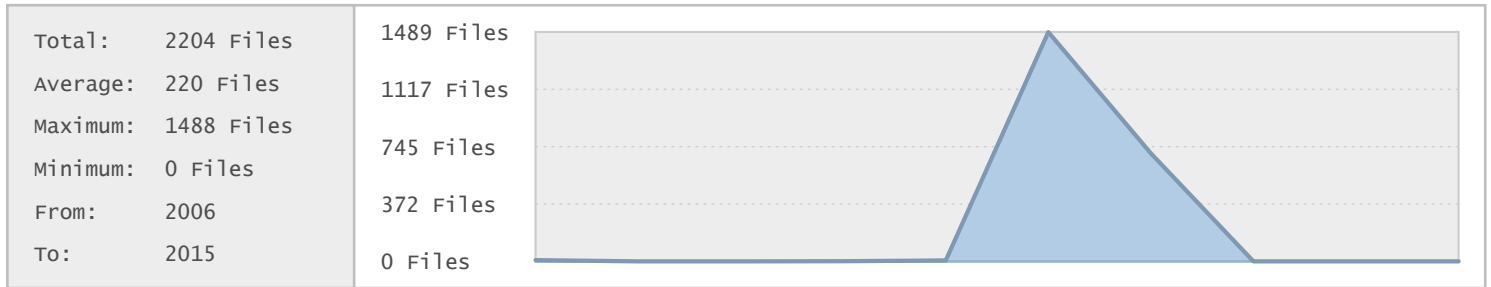 Total: 2204 Files
Average: 220 Files
Maximum: 1488 Files
Minimum: 0 Files
From: 2006
To: 2015
1489 Files
1117 Files
745 Files
372 Files
0 Files